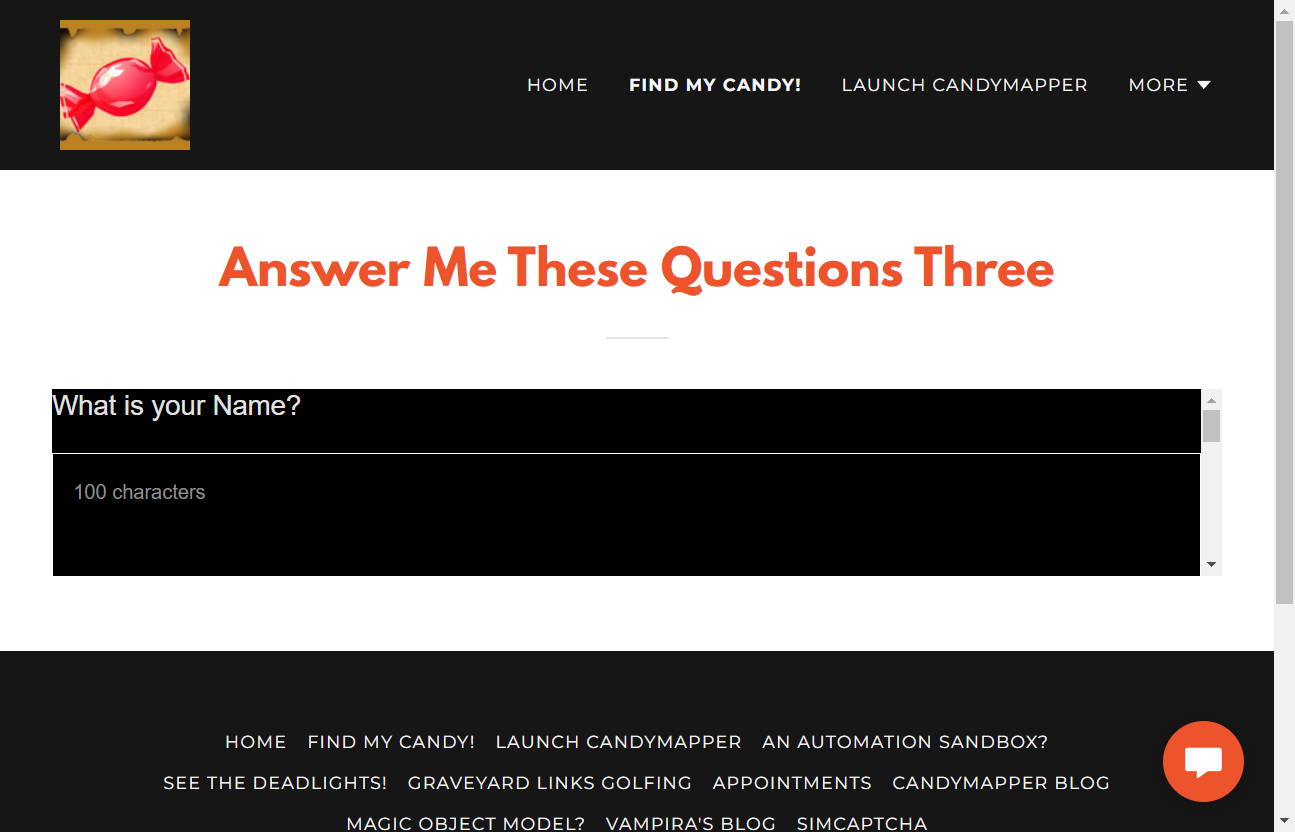 HOME FIND MY CANDY! LAUNCH CANDYMAPPER MORE
Answer Me These Questions Three
What is your Name?
100 characters
HOME FIND MY CANDY! LAUNCH CANDYMAPPER AN AUTOMATION SANDBOX?
SEE THE DEADLIGHTS! GRAVEYARD LINKS GOLFING APPOINTMENTS CANDYMAPPER BLOG
MAGIC OBJECT MODEL? VAMPIRA'S BLOG SIMCAPTCHA